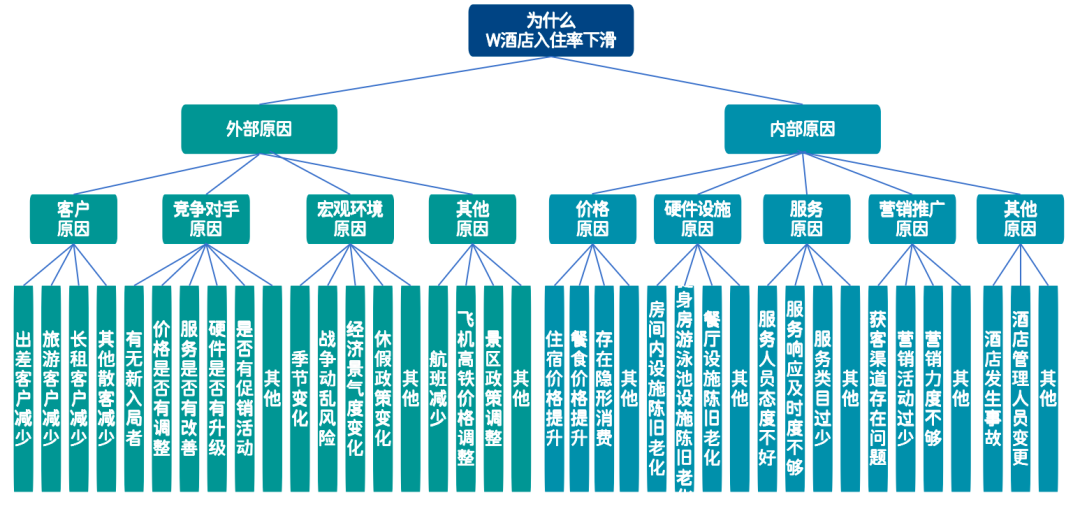 为什么
W酒店入住率下滑
外部原因
内部原因
客户
原因
竞争对手
原因
宏观环境
原因
其他
原因
价格
原因
硬件设施
原因
服务
原因
营销推广
原因
其他
原因
出差客户减少
旅游客户减少
长租客户减少
其他散客减少
有无新入局者
价格是否有调整
服务是否有改善
硬件是否有升级
是否有促销活动
其他
季节变化
战争动乱风险
经济景气度变化
休假政策变化
其他
航班减少
飞机高铁价格调整
景区政策调整
其他
住宿价格提升
餐食价格提升
存在隐形消费
其他
房间内设施陈旧老化
身房游泳池设施陈旧老
餐厅设施陈旧老化
其他
服务人员态度不好
服务响应及时度不够
服务类目过少
其他
获客渠道存在问题
营销活动过少
营销力度不够
其他
酒店发生事故
酒店管理人员变更
其他